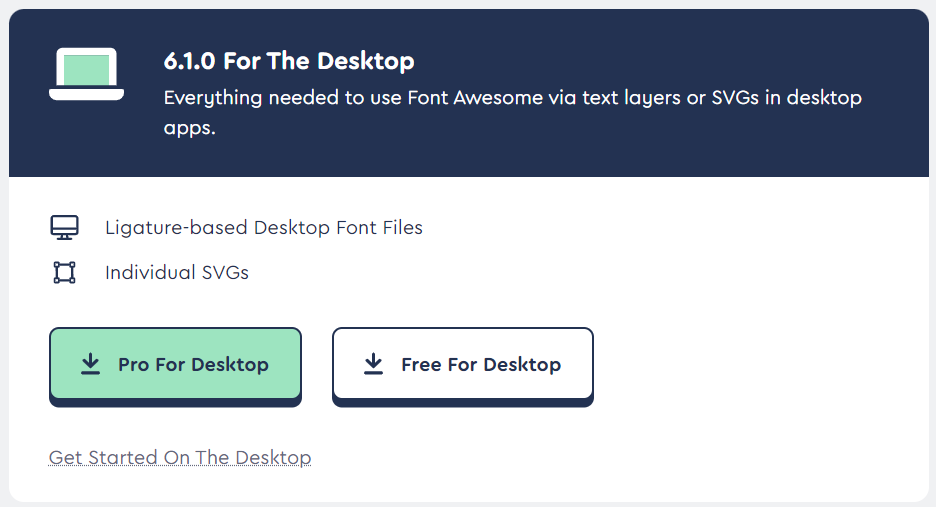 6.1.0 For The Desktop
Everything needed to use Font Awesome via text layers or SVGs in desktop
apps.
Ligature-based Desktop Font Files
Individual SVGs
Pro For Desktop
Free For Desktop
Get Started On The Desktop